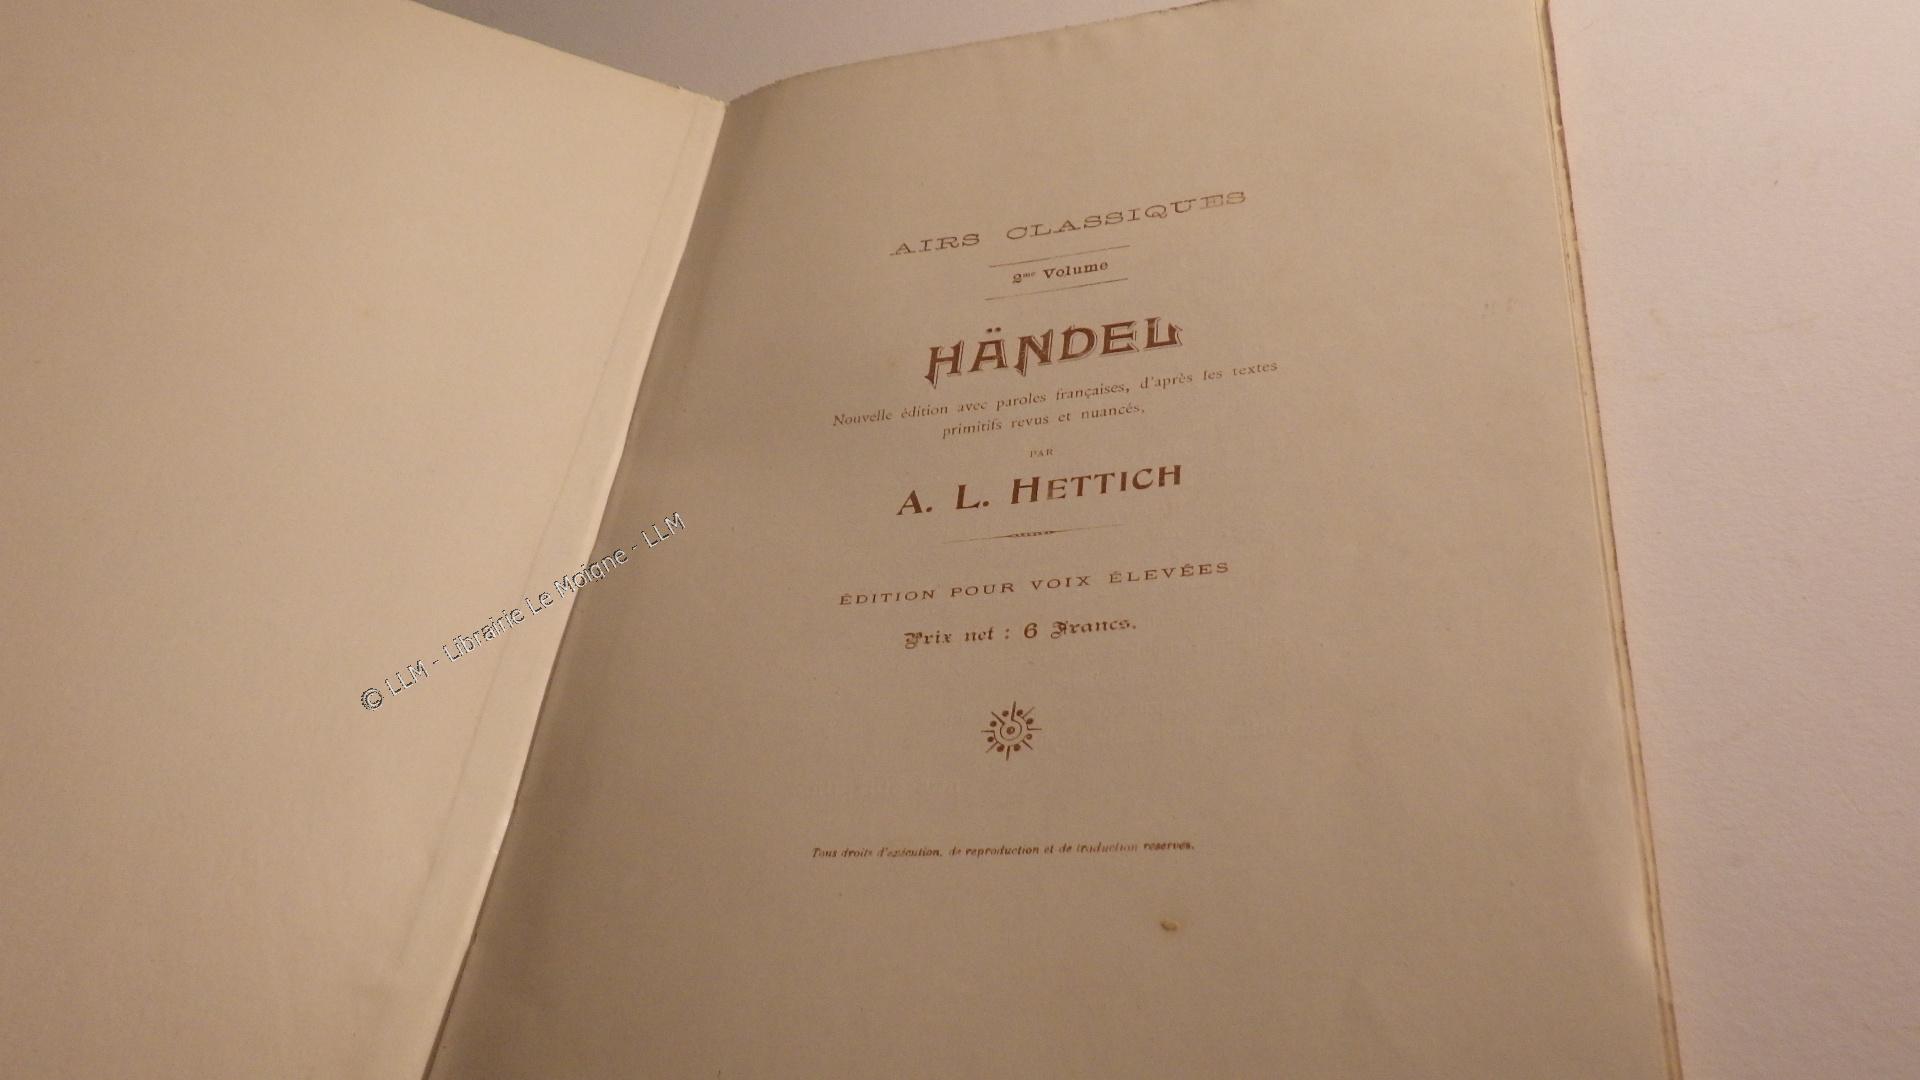 AIRS CLASSIQUES
2me Volume
HÄNDEL
Nouvelle édition avec paroles françaises, d'après les textes
primitifs revus et nuancés,
PAR
A. L. HETTICH
ÉDITION POUR VOIX ÉLEVÉES
Prix net : 6 Francs.
Tous droits d'exécution, de reproduction et de traduction réservés.
© LLM - Librairie Le Moigne - LLM